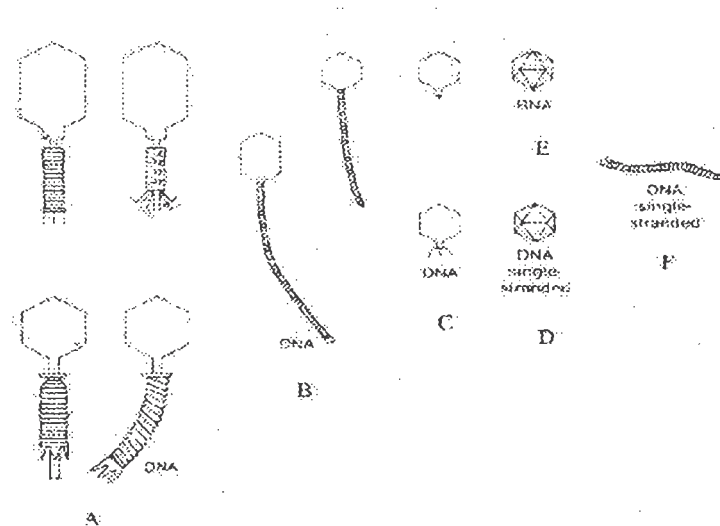 RNA
E
DNA
single-
stranded
F
DNA
C
DNA
single-
stranded
D
DNA
B
DNA
A